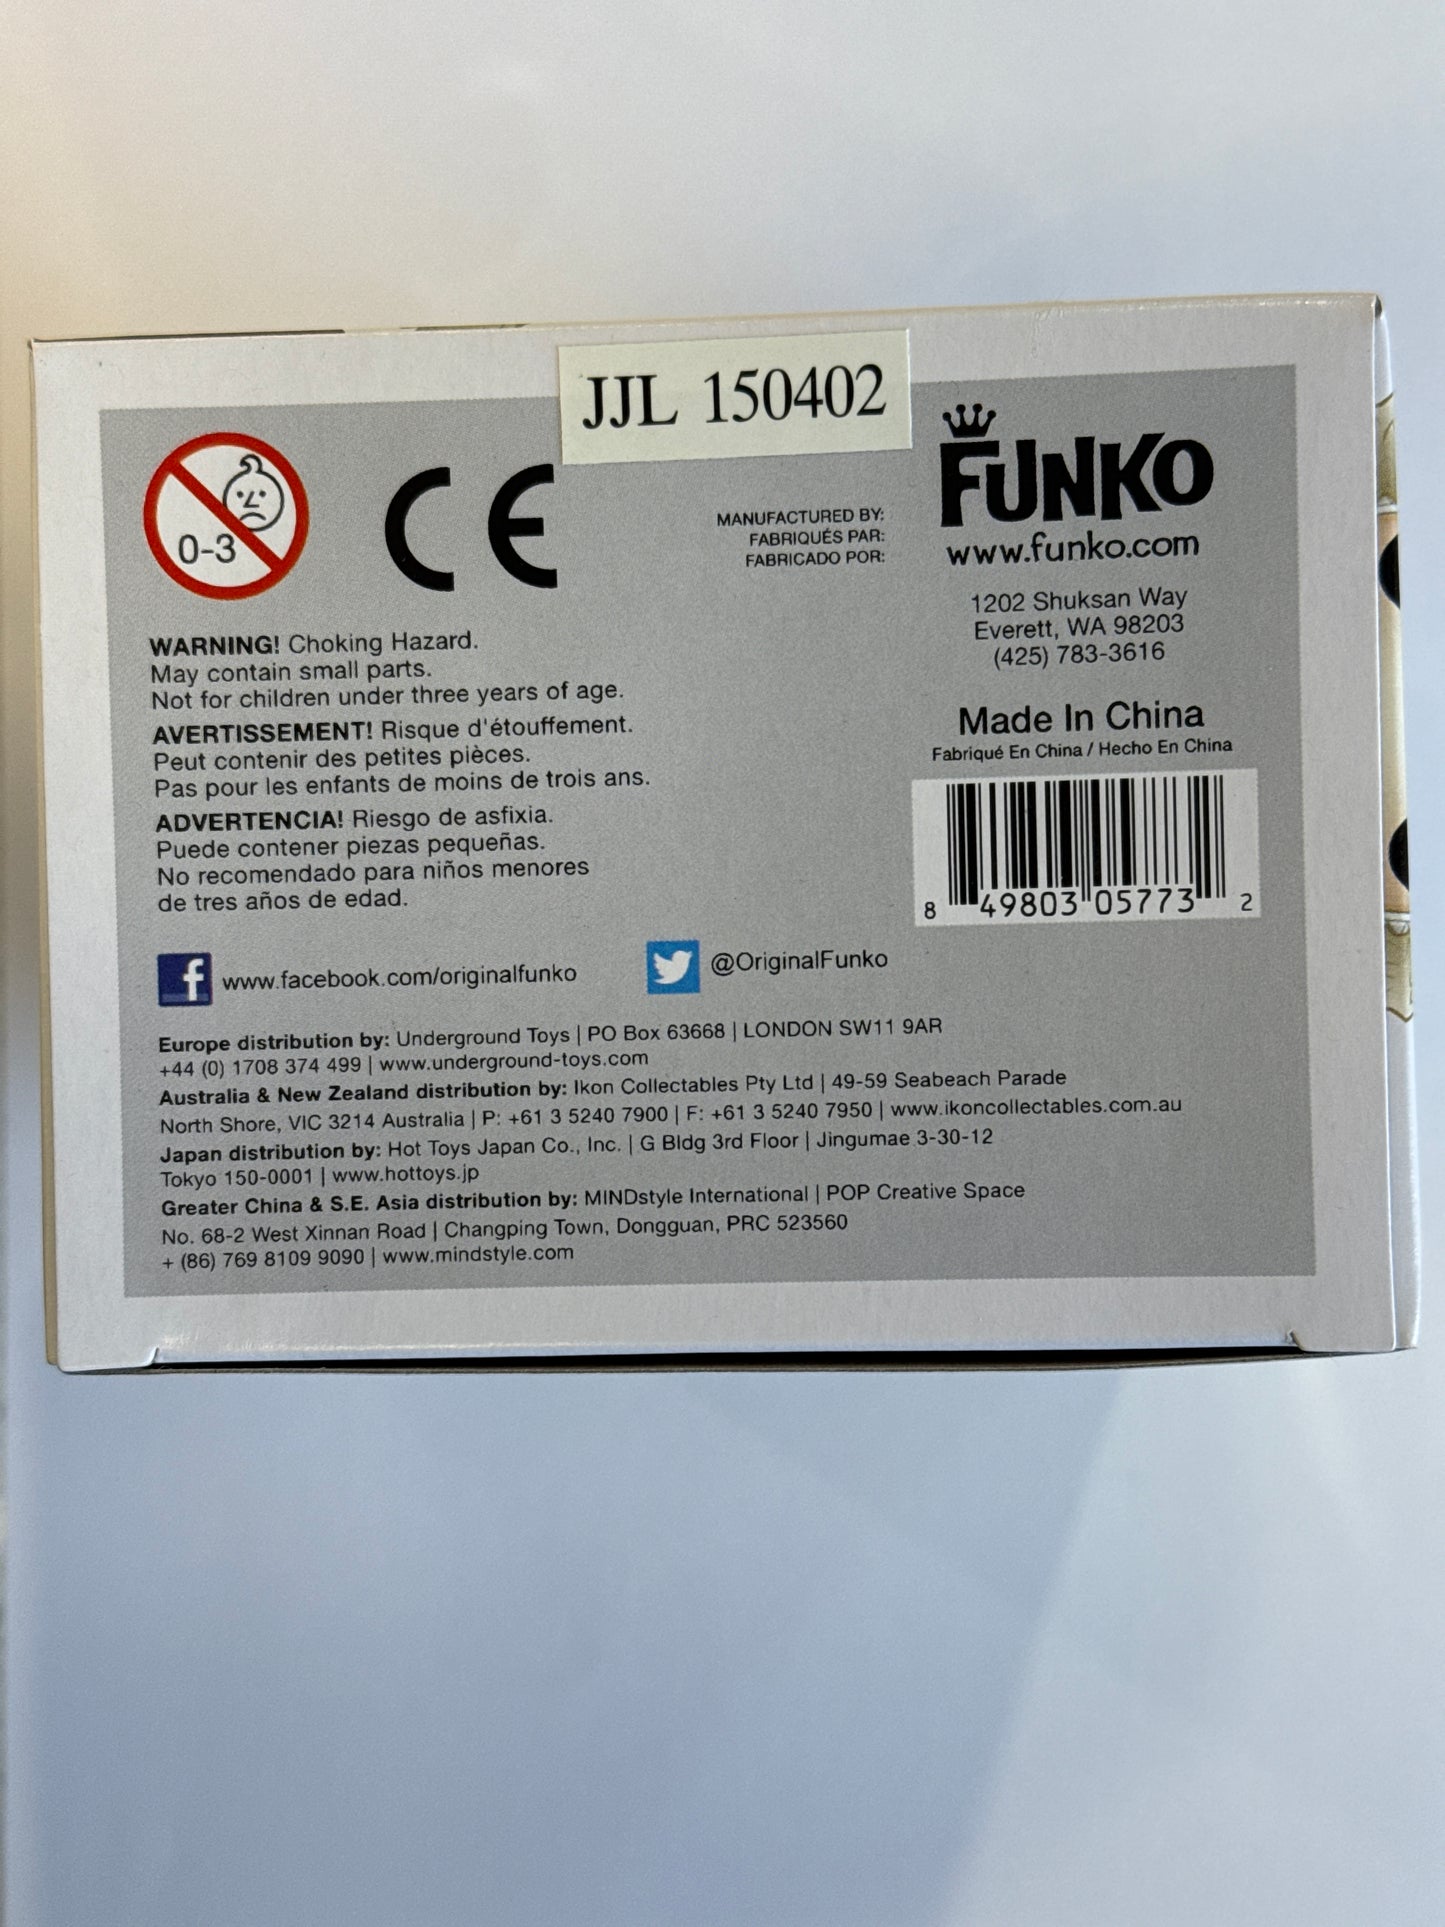 JJL 150402
0-3
CE
MANUFACTURED BY:
FABRIQUÉS PAR:
FABRICADO POR:
FUNKO
www.funko.com
1202 Shuksan Way
Everett, WA 98203
(425) 783-3616
Made In China
Fabriqué En China / Hecho En China
8 49803 05773 2
WARNING! Choking Hazard.
May contain small parts.
Not for children under three years of age.
AVERTISSEMENT! Risque d'étouffement.
Peut contenir des petites pièces.
Pas pour les enfants de moins de trois ans.
ADVERTENCIA! Riesgo de asfixia.
Puede contener piezas pequeñas.
No recomendado para niños menores
de tres años de edad.
f www.facebook.com/originalfunko
@OriginalFunko
Europe distribution by: Underground Toys | PO Box 63668 | LONDON SW11 9AR
+44 (0) 1708 374 499 | www.underground-toys.com
Australia & New Zealand distribution by: Ikon Collectables Pty Ltd | 49-59 Seabeach Parade
North Shore, VIC 3214 Australia | P: +61 3 5240 7900 | F: +61 3 5240 7950 | www.ikoncollectables.com.au
Japan distribution by: Hot Toys Japan Co., Inc. | G Bldg 3rd Floor | Jingumae 3-30-12
Tokyo 150-0001 | www.hottoys.jp
Greater China & S.E. Asia distribution by: MINDstyle International | POP Creative Space
No. 68-2 West Xinnan Road | Changping Town, Dongguan, PRC 523560
+ (86) 769 8109 9090 | www.mindstyle.com